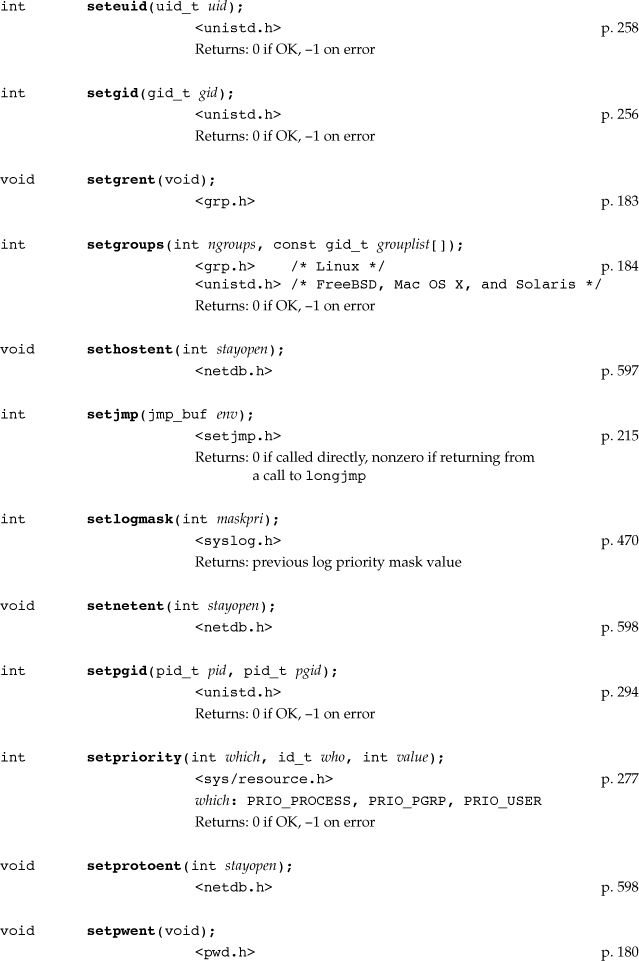 int seteuid(uid_t uid);
<unistd.h> p. 258
Returns: 0 if OK, –1 on error
int setgid(gid_t gid);
<unistd.h> p. 256
Returns: 0 if OK, –1 on error
void setgrent(void);
<grp.h> p. 183
int setgroups(int ngroups, const gid_t grouplist[]);
<grp.h> /* Linux */ p. 184
<unistd.h> /* FreeBSD, Mac OS X, and Solaris */
Returns: 0 if OK, –1 on error
void sethostent(int stayopen);
<netdb.h> p. 597
int setjmp(jmp_buf env);
<setjmp.h> p. 215
Returns: 0 if called directly, nonzero if returning from
a call to longjmp
int setlogmask(int maskpri);
<syslog.h> p. 470
Returns: previous log priority mask value
void setnetent(int stayopen);
<netdb.h> p. 598
int setpgid(pid_t pid, pid_t pgid);
<unistd.h> p. 294
Returns: 0 if OK, –1 on error
int setpriority(int which, id_t who, int value);
<sys/resource.h> p. 277
which: PRIO_PROCESS, PRIO_PGRP, PRIO_USER
Returns: 0 if OK, –1 on error
void setprotoent(int stayopen);
<netdb.h> p. 598
void setpwent(void);
<pwd.h> p. 180